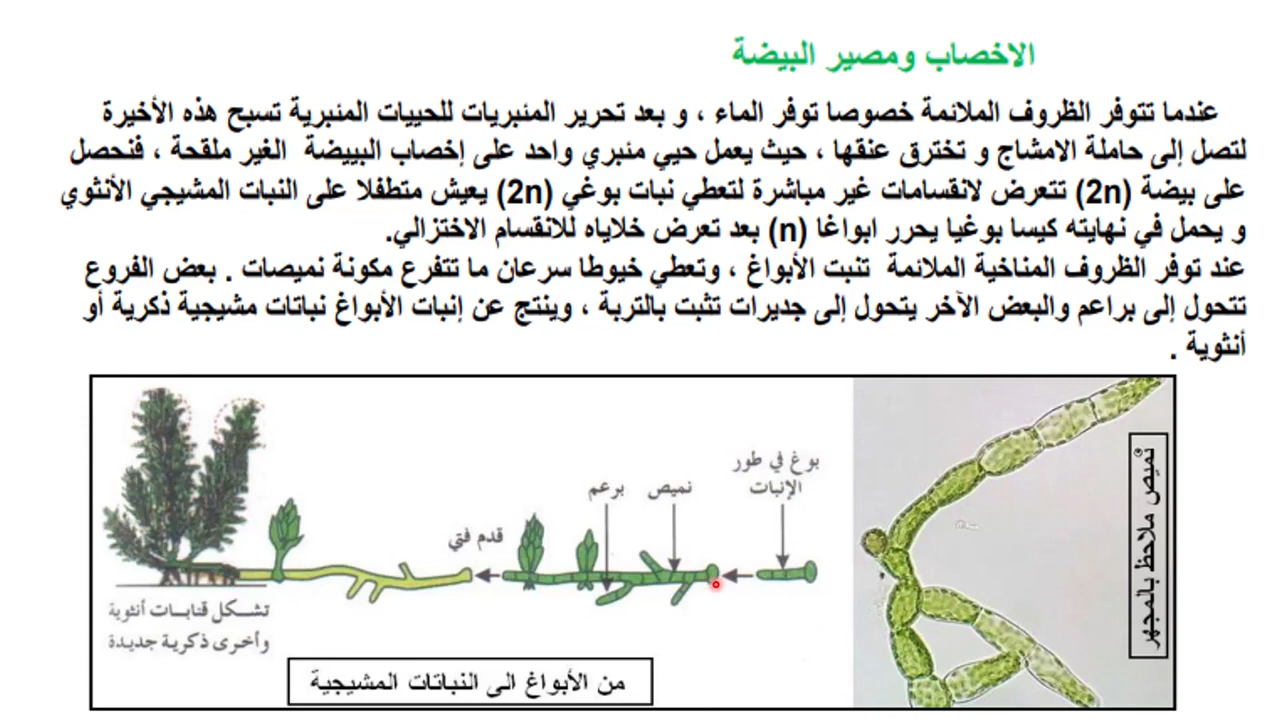 الاخصاب ومصير البيضة
عندما تتوفر الظروف الملائمة خصوصا توفر الماء ، و بعد تحرير المئبريات للحييات المئبرية تسبح هذه الأخيرة
لتصل إلى حاملة الامشاج و تخترق عنقها ، حيث يعمل حيي مئبري واحد على إخصاب البييضة الغير ملقحة ، فنحصل
على بيضة (2n) تتعرض لانقسامات غير مباشرة لتعطي نبات بوغي (2n) يعيش متطفلا على النبات المشيجي الأنثوي
و يحمل في نهايته كيسا بوغيا يحرر ابواغا (n) بعد تعرض خلاياه للانقسام الاختزالي.
عند توفر الظروف المناخية الملائمة تنبت الأبواغ ، وتعطي خيوطا سرعان ما تتفرع مكونة نميصات . بعض الفروع
تتحول إلى براعم والبعض الآخر يتحول إلى جديرات تثبت بالتربة ، وينتج عن إنبات الأبواغ نباتات مشيجية ذكرية أو
أنثوية .
بوغ في طور
الإنبات
نميص
برعم
قدم فتي
تشكل قنابات أنثوية
وأخرى ذكرية جديدة
من الأبواغ الى النباتات المشيجية
نُميص ملاحظ بالمجهر